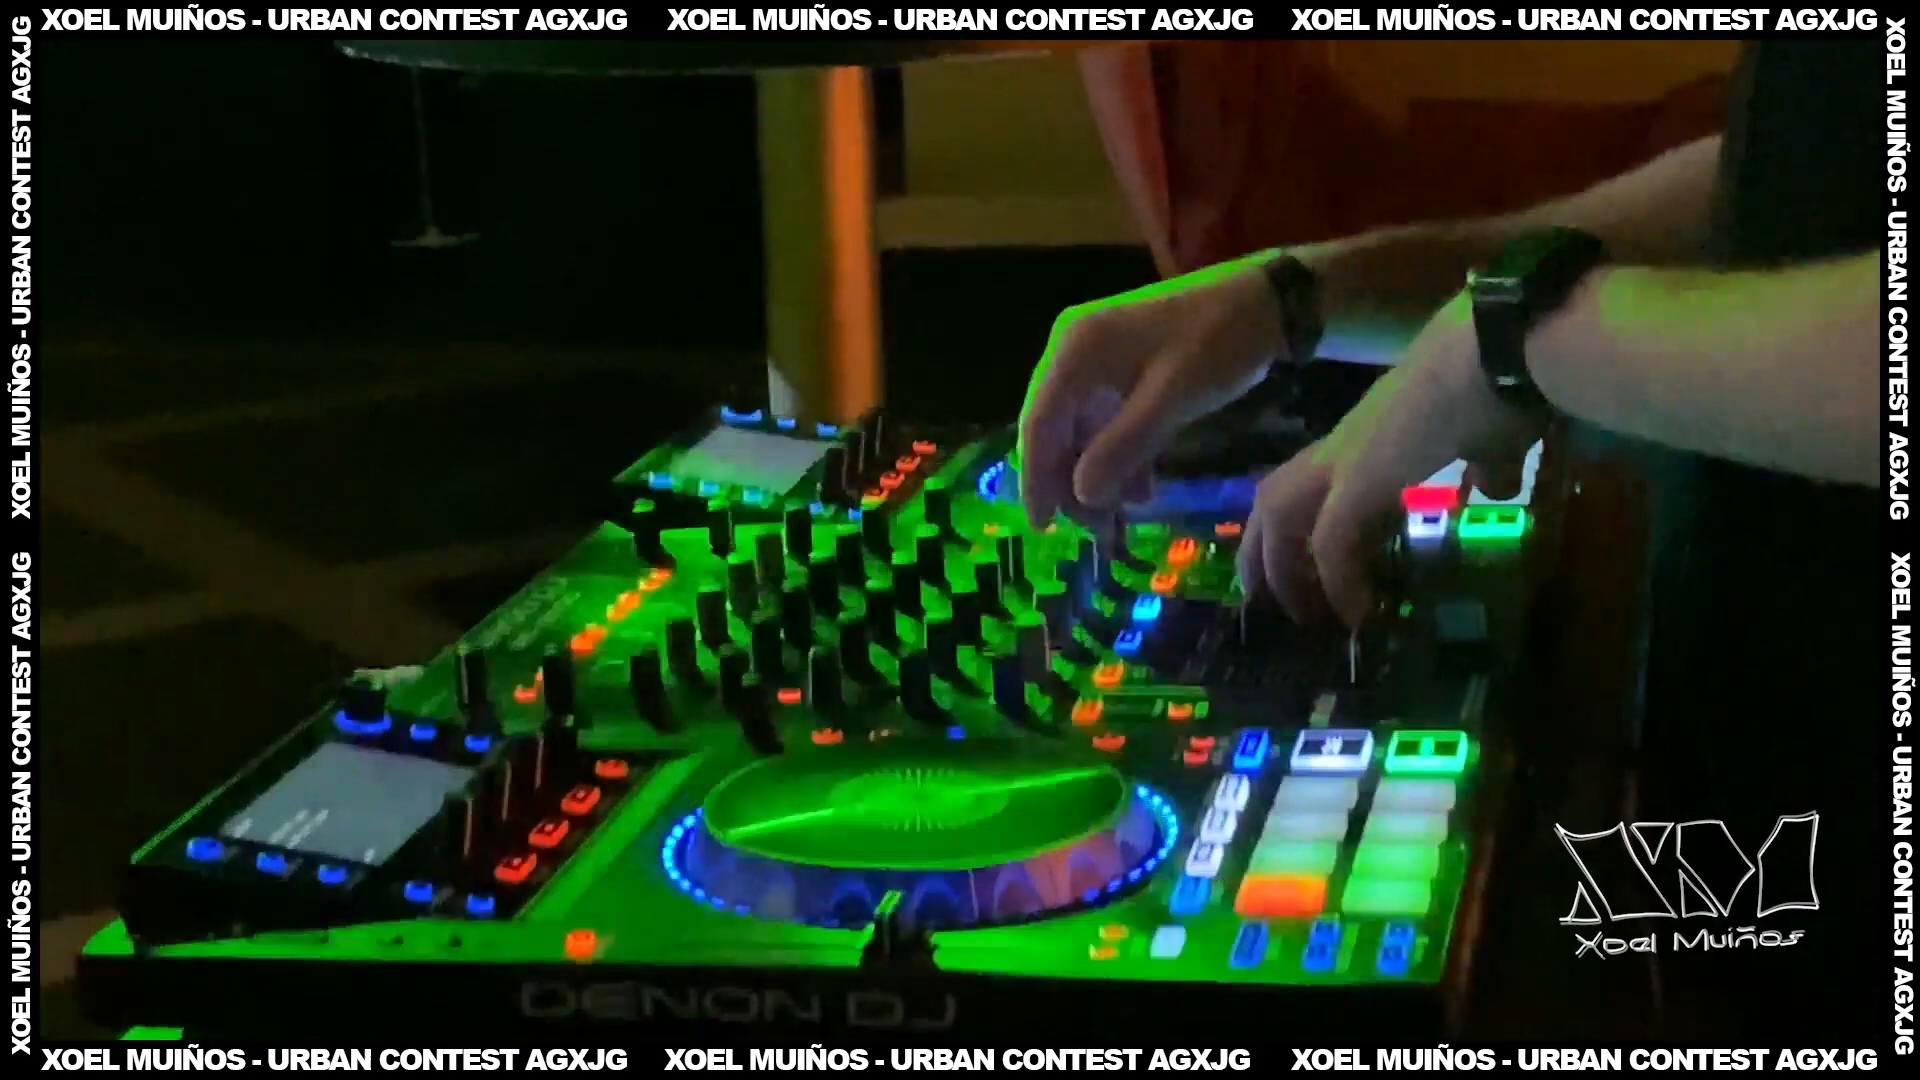 XOEL MUIÑOS - URBAN CONTEST AGXJG XOEL MUIÑOS - URBAN CONTEST AGXJG XOEL MUIÑOS - URBAN CONTEST AGXJG
XOEL MUIÑOS - URBAN CONTEST AGXJG XOEL MUIÑOS - URBAN CONTEST AGXJG
XOEL MUIÑOS - URBAN CONTEST AGXJG XOEL MUIÑOS - URBAN CONTEST AGXJG
XM
Xoel Muiños
DENON DJ
XOEL MUIÑOS - URBAN CONTEST AGXJG XOEL MUIÑOS - URBAN CONTEST AGXJG XOEL MUIÑOS - URBAN CONTEST AGXJG